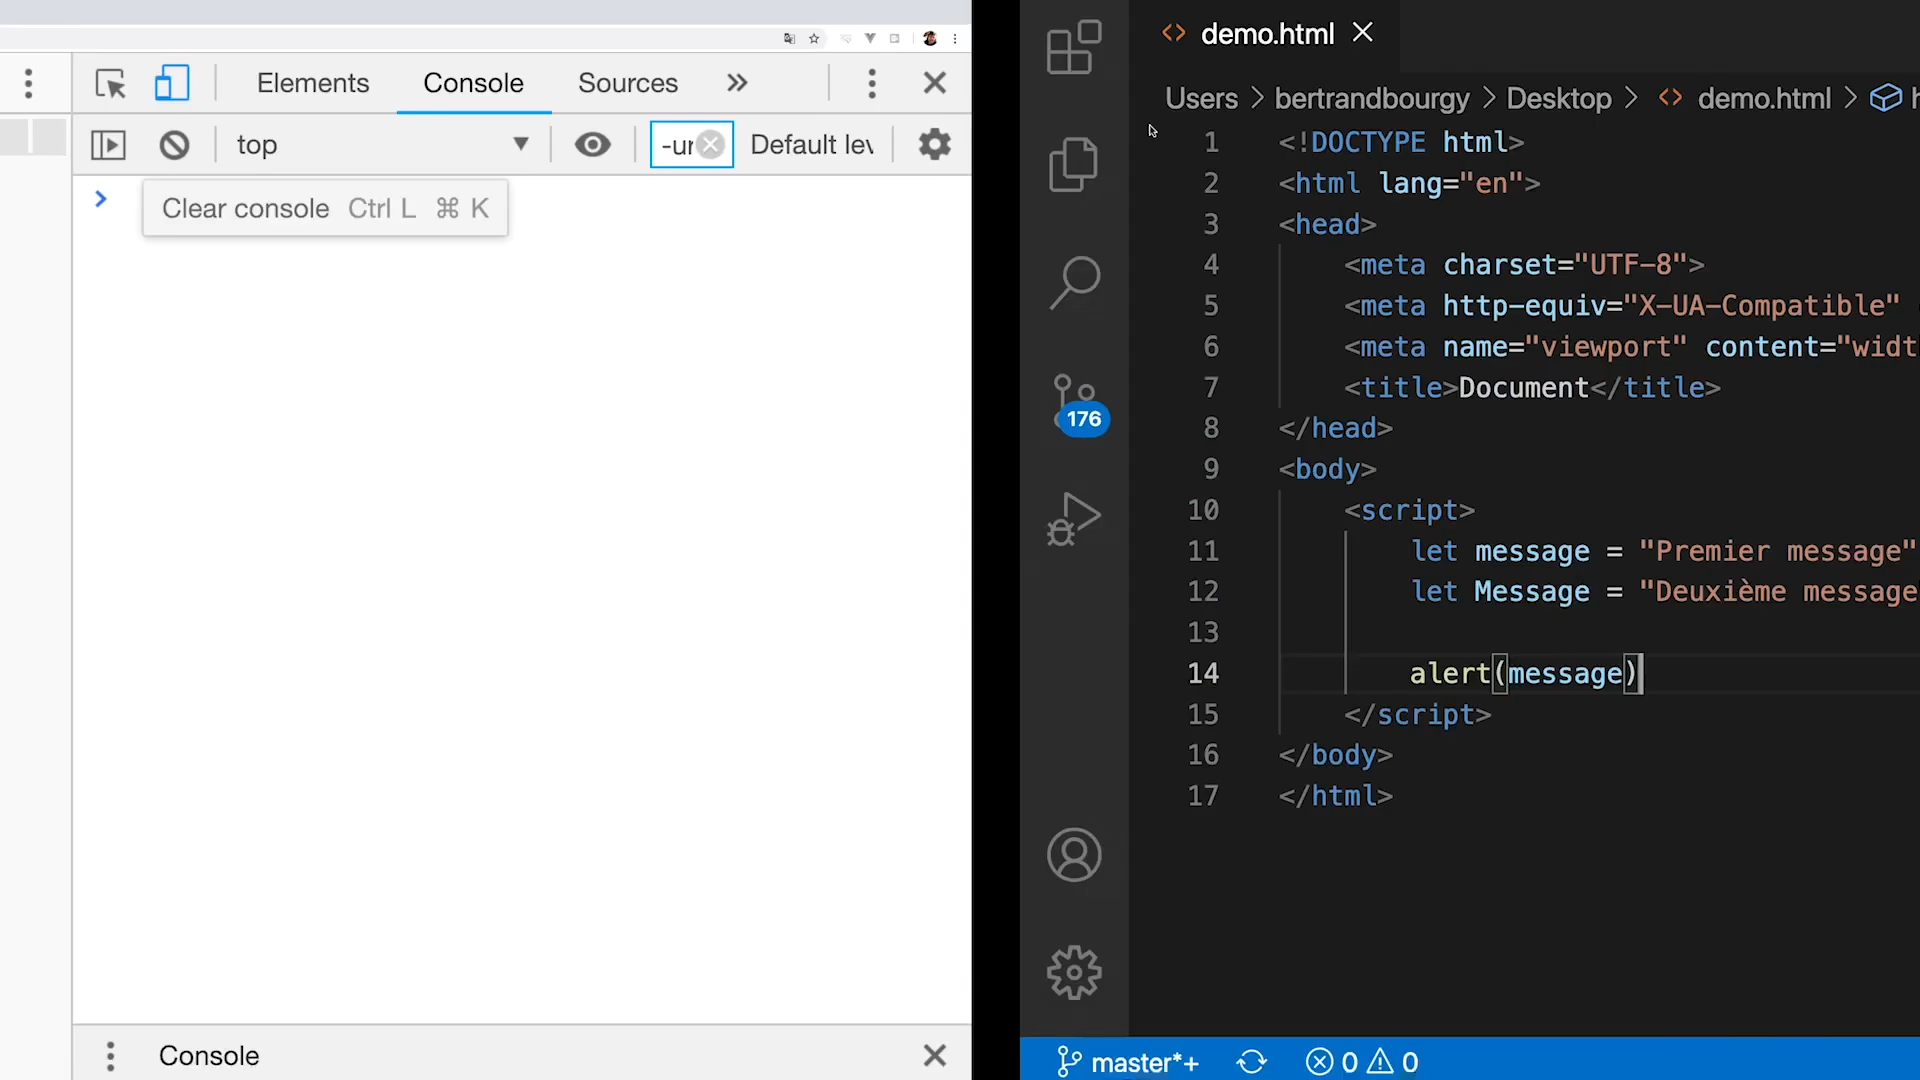 Elements Console Sources
top -ur Default lev
Clear console Ctrl L ⌘ K
Console
demo.html
Users > bertrandbourgy > Desktop > demo.html > h
1 <!DOCTYPE html>
2 <html lang="en">
3 <head>
4 <meta charset="UTF-8">
5 <meta http-equiv="X-UA-Compatible"
6 <meta name="viewport" content="widt
7 <title>Document</title>
8 </head>
9 <body>
10 <script>
11 let message = "Premier message"
12 let Message = "Deuxième message
13
14 alert(message)
15 </script>
16 </body>
17 </html>
176
master*+ 0 0